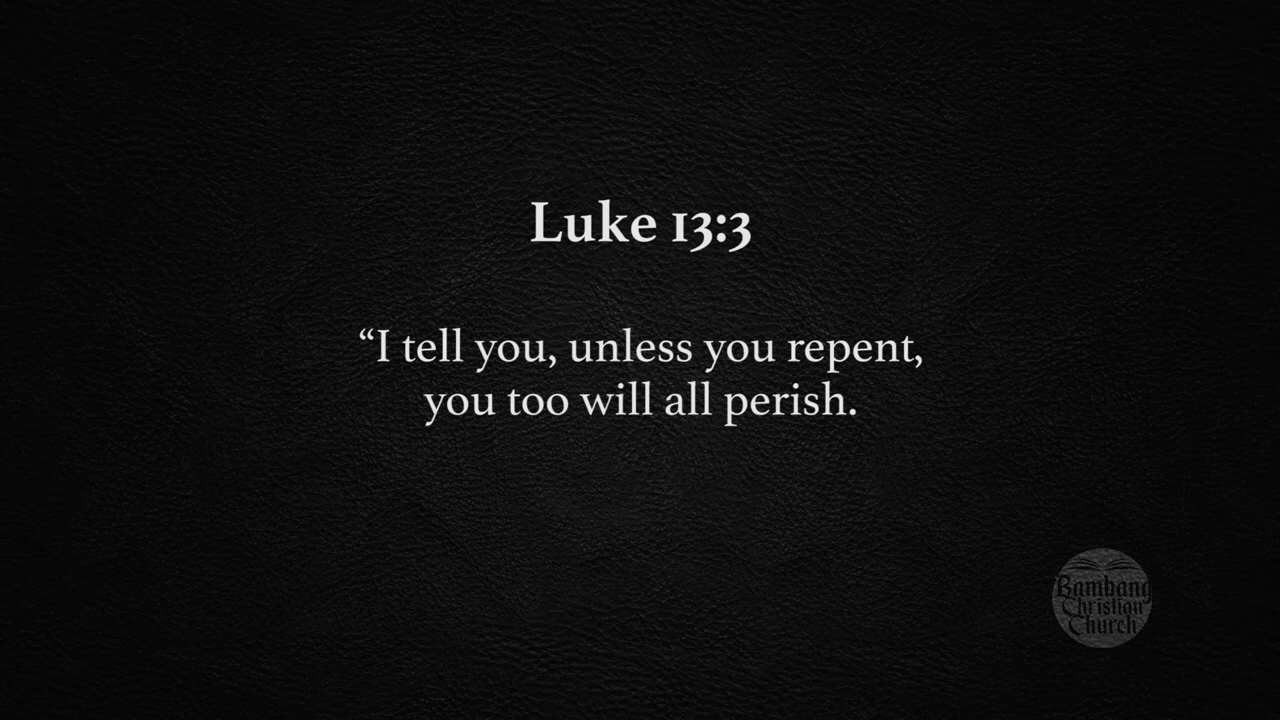 Luke 13:3
“I tell you, unless you repent,
you too will all perish.
Bambang
Christian
Church